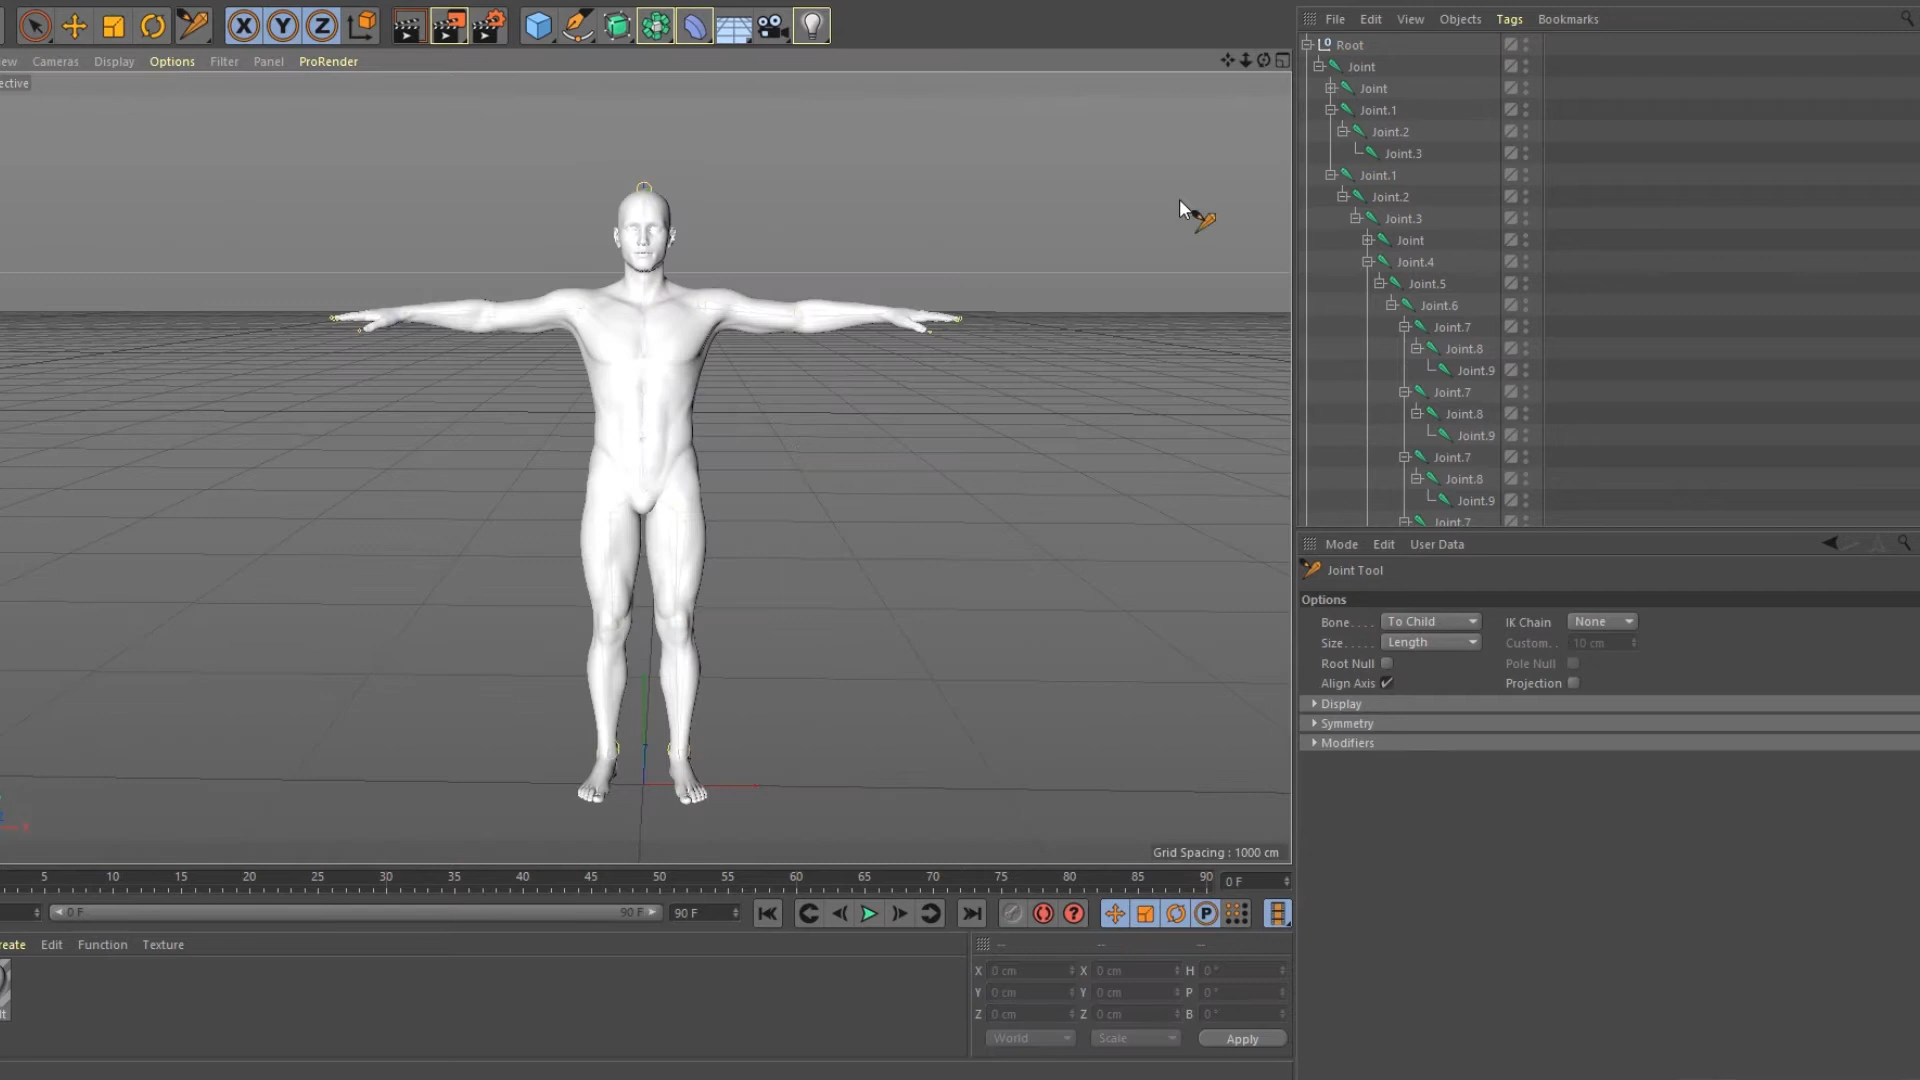 X Y Z
File Edit View Objects Tags Bookmarks
ew Cameras Display Options Filter Panel ProRender
ective
Root
Joint
Joint
Joint.1
Joint.2
Joint.3
Joint.1
Joint.2
Joint.3
Joint
Joint.4
Joint.5
Joint.6
Joint.7
Joint.8
Joint.9
Joint.7
Joint.8
Joint.9
Joint.7
Joint.8
Joint.9
Joint.7
Mode Edit User Data
Joint Tool
Options
Bone.... To Child IK Chain None
Size..... Length Custom.. 10 cm
Root Null Pole Null
Align Axis Projection
Display
Symmetry
Modifiers
Grid Spacing : 1000 cm
5 10 15 20 25 30 35 40 45 50 55 60 65 70 75 80 85 90 0 F
0 F 90 F 90 F
reate Edit Function Texture
-- -- --
X 0 cm X 0 cm H 0 °
Y 0 cm Y 0 cm P 0 °
Z 0 cm Z 0 cm B 0 °
World Scale Apply